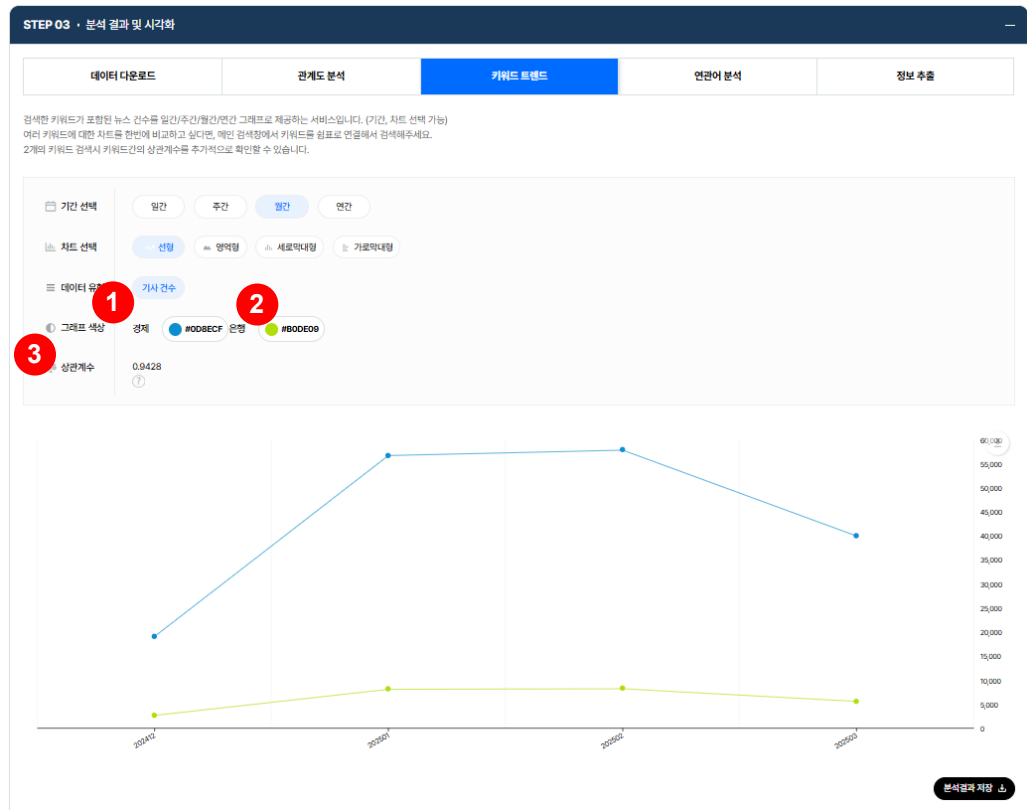 STEP 03 · 분석 결과 및 시각화
데이터 다운로드
관계도 분석
키워드 트렌드
연관어 분석
정보 추출
검색한 키워드가 포함된 뉴스 건수를 일간/주간/월간/연간 그래프로 제공하는 서비스입니다. (기간, 차트 선택 가능)
여러 키워드에 대한 차트를 한번에 비교하고 싶다면, 메인 검색창에서 키워드를 쉼표로 연결해서 검색해주세요.
2개의 키워드 검색시 키워드간의 상관계수를 추가적으로 확인할 수 있습니다.
기간 선택 일간 주간 월간 연간
차트 선택 선형 영역형 세로막대형 가로막대형
데이터 유형 기사 건수
1 2
그래프 색상 경제 #0D8ECF 은행 #B0DE09
3
상관계수 0.9428
?
60,000
55,000
50,000
45,000
40,000
35,000
30,000
25,000
20,000
15,000
10,000
5,000
0
202412 202501 202502 202503
분석결과 저장